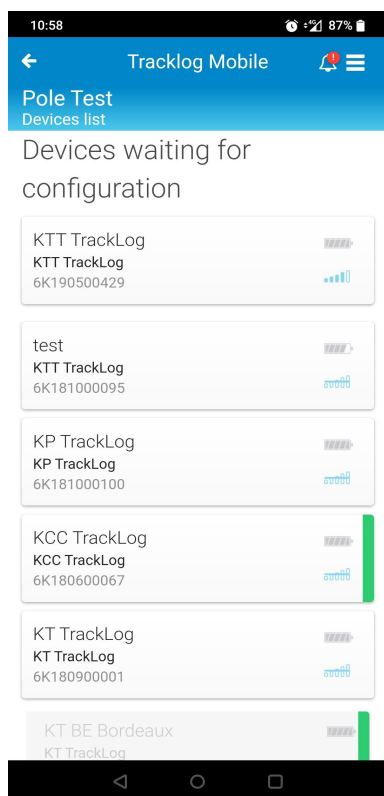 10:58
4G
87%
Tracklog Mobile
!
Pole Test
Devices list
Devices waiting for
configuration
KTT TrackLog
KTT TrackLog
6K190500429
test
KTT TrackLog
6K181000095
KP TrackLog
KP TrackLog
6K181000100
KCC TrackLog
KCC TrackLog
6K180600067
KT TrackLog
KT TrackLog
6K180900001
KT BE Bordeaux
KT TrackLog